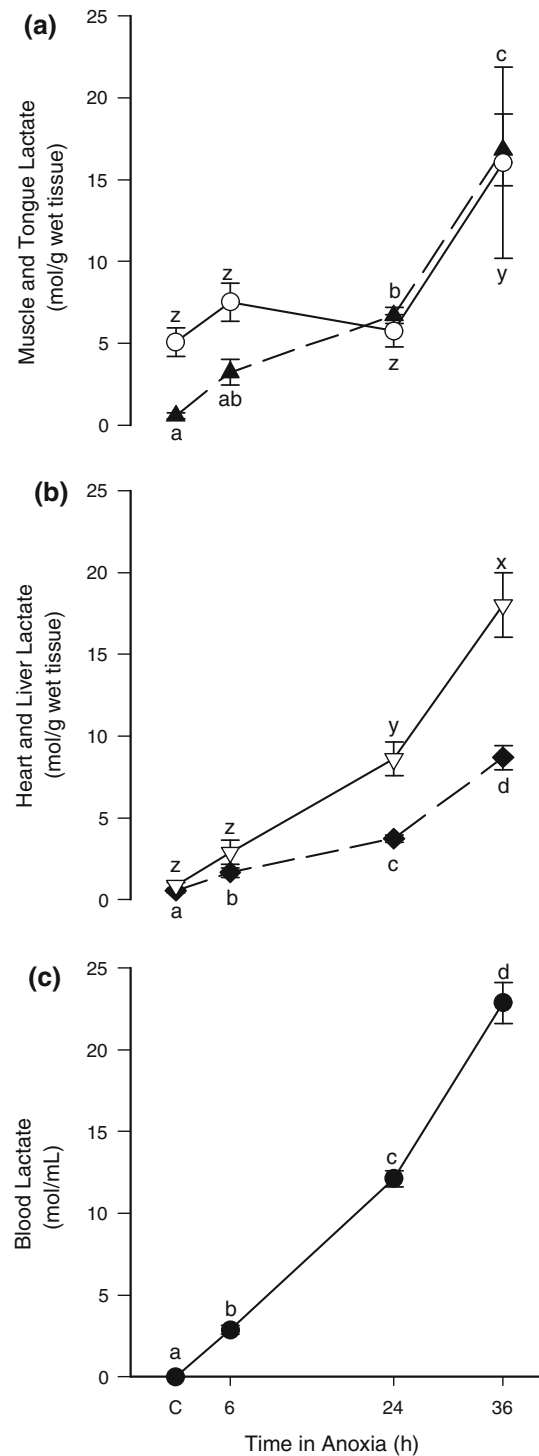 (a)
Muscle and Tongue Lactate
(mol/g wet tissue)
25
20
15
10
5
0
z
z
a
ab
b
z
c
y
(b)
Heart and Liver Lactate
(mol/g wet tissue)
25
20
15
10
5
0
z
a
z
b
y
c
x
d
(c)
Blood Lactate
(mol/mL)
25
20
15
10
5
0
a
b
c
d
C 6 24 36
Time in Anoxia (h)